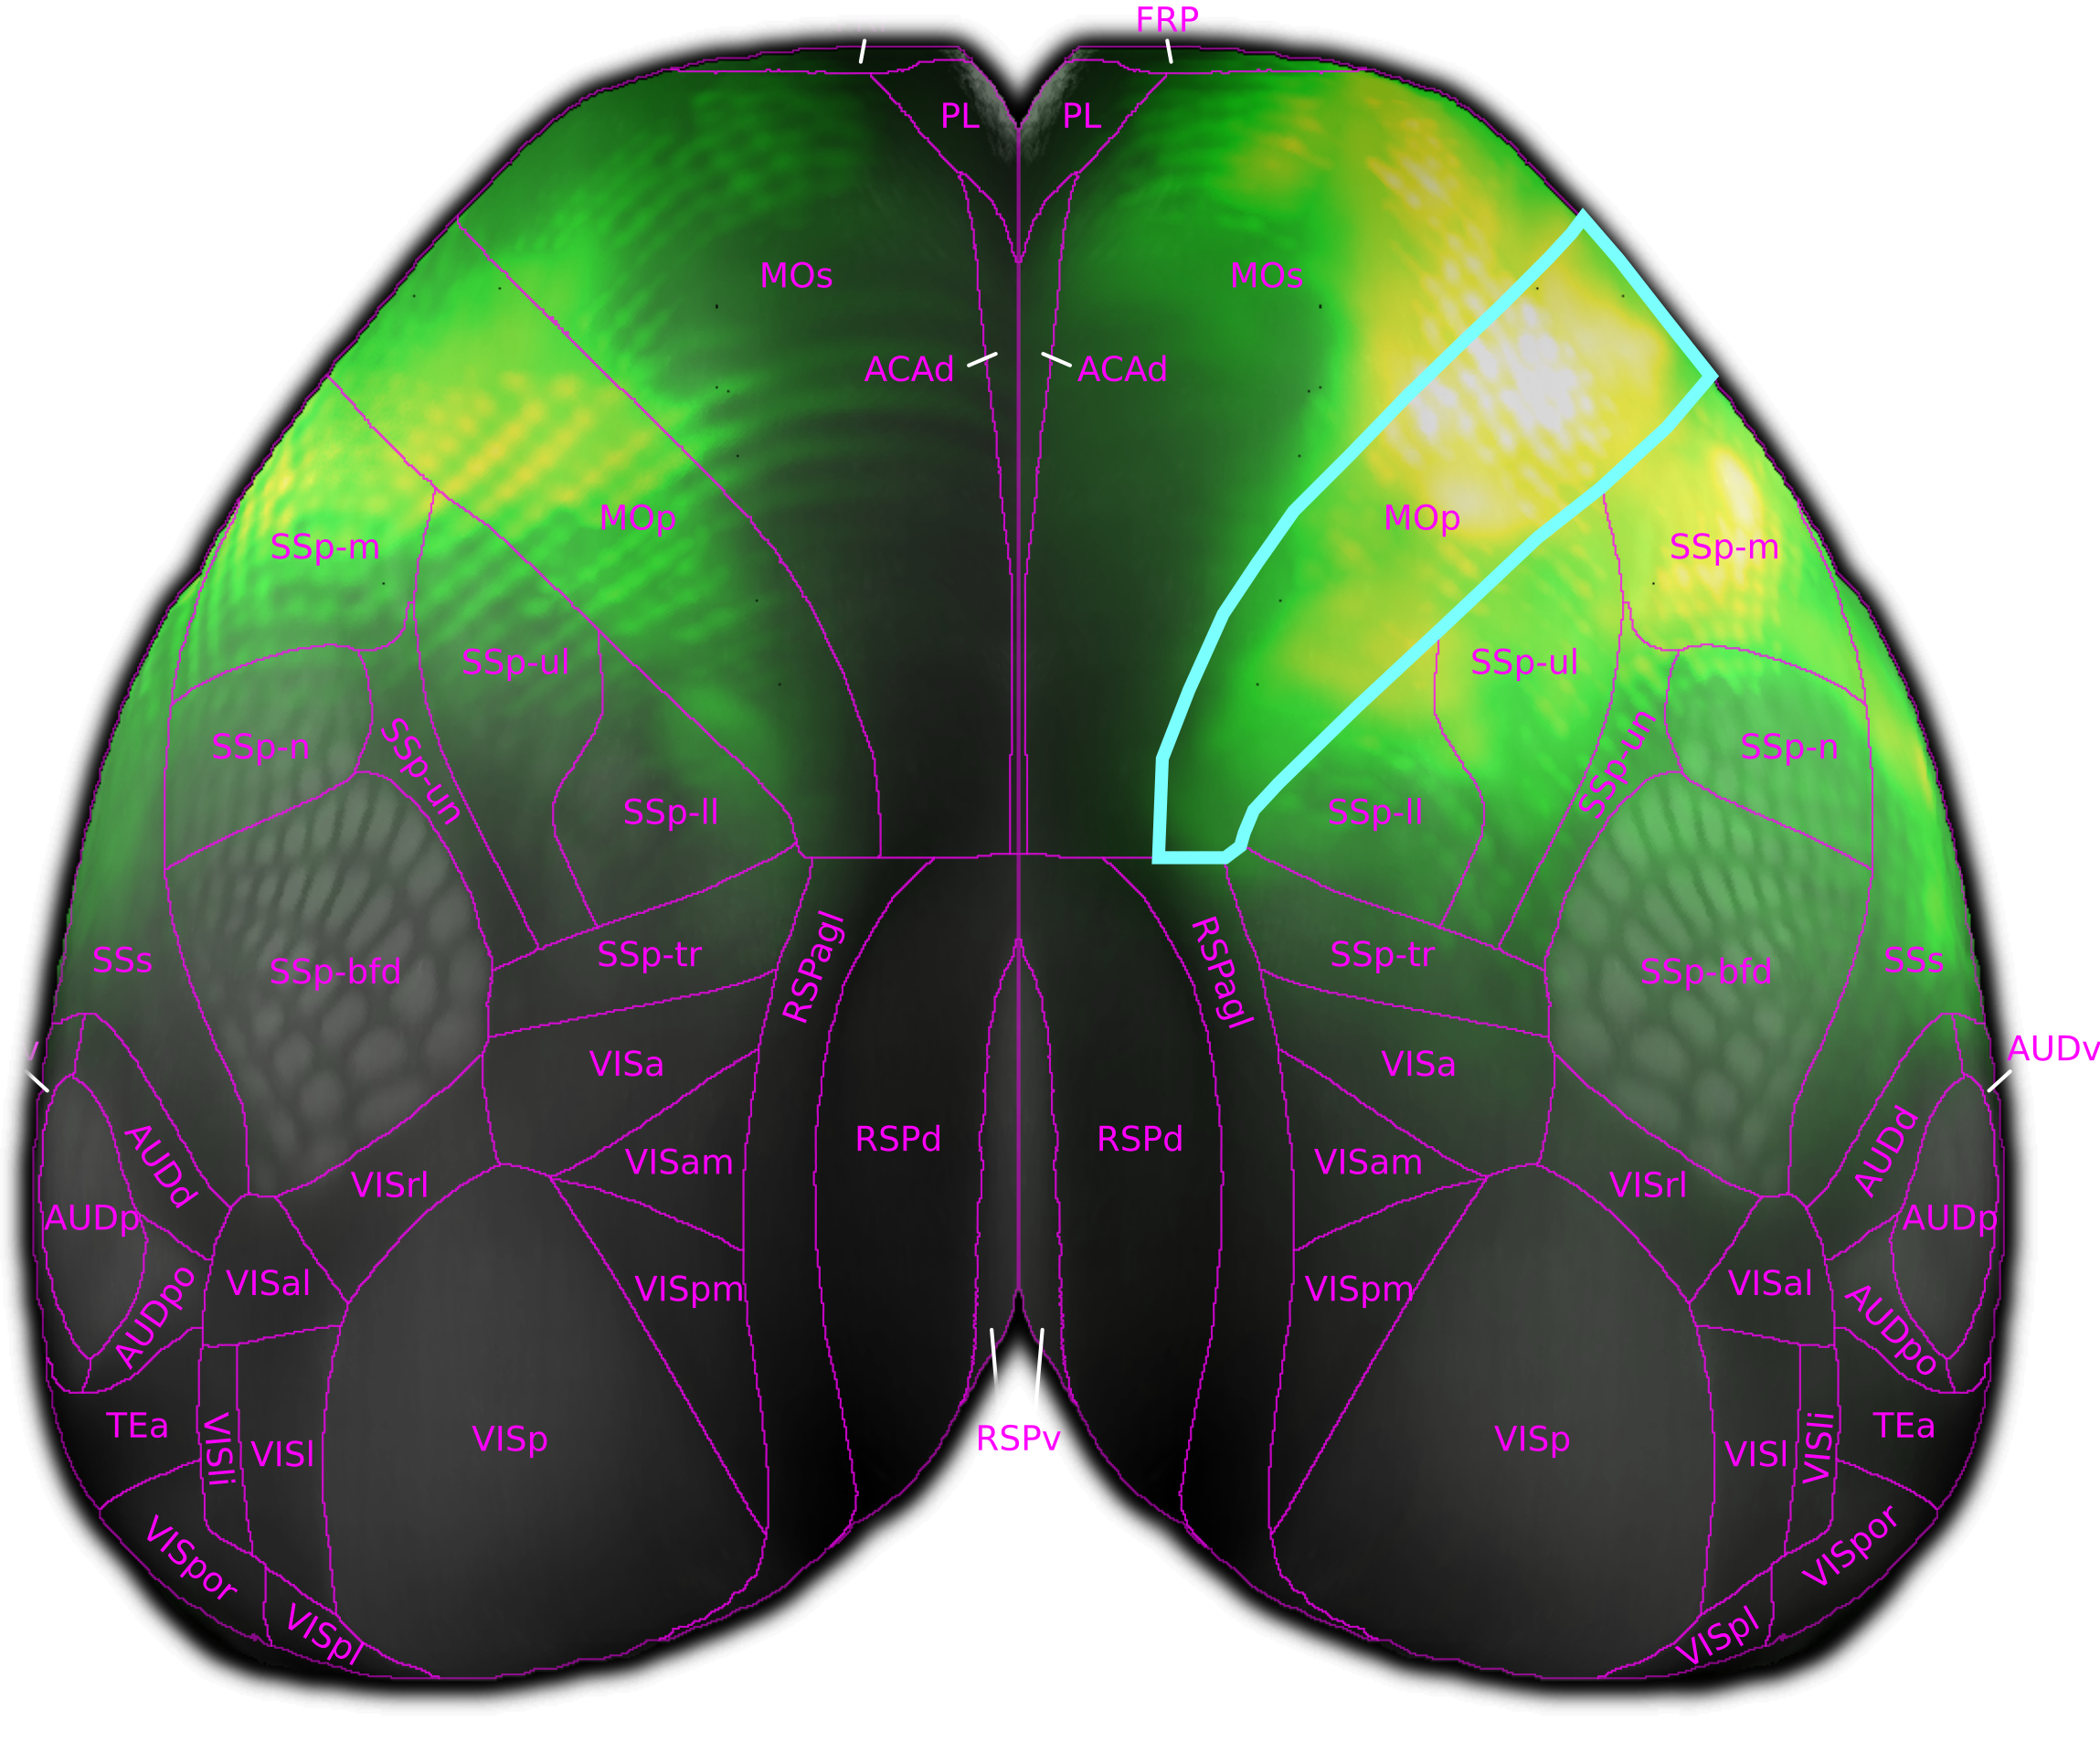 FRP
PL
PL
MOs
MOs
ACAd
ACAd
MOp
MOp
SSp-m
SSp-m
SSp-ul
SSp-ul
SSp-n
SSp-un
SSp-un
SSp-n
SSp-ll
SSp-ll
SSs
SSp-bfd
SSp-tr
RSPagl
RSPagl
SSp-tr
SSp-bfd
SSs
v
VISa
VISa
AUDv
AUDd
VISrl
VISam
RSPd
RSPd
VISam
VISrl
AUDd
AUDp
AUDp
AUDpo
VISal
VISpm
VISpm
VISal
AUDpo
TEa
VISli
VISl
VISp
RSPv
VISp
VISl
VISli
TEa
VISpor
VISpor
VISpl
VISpl